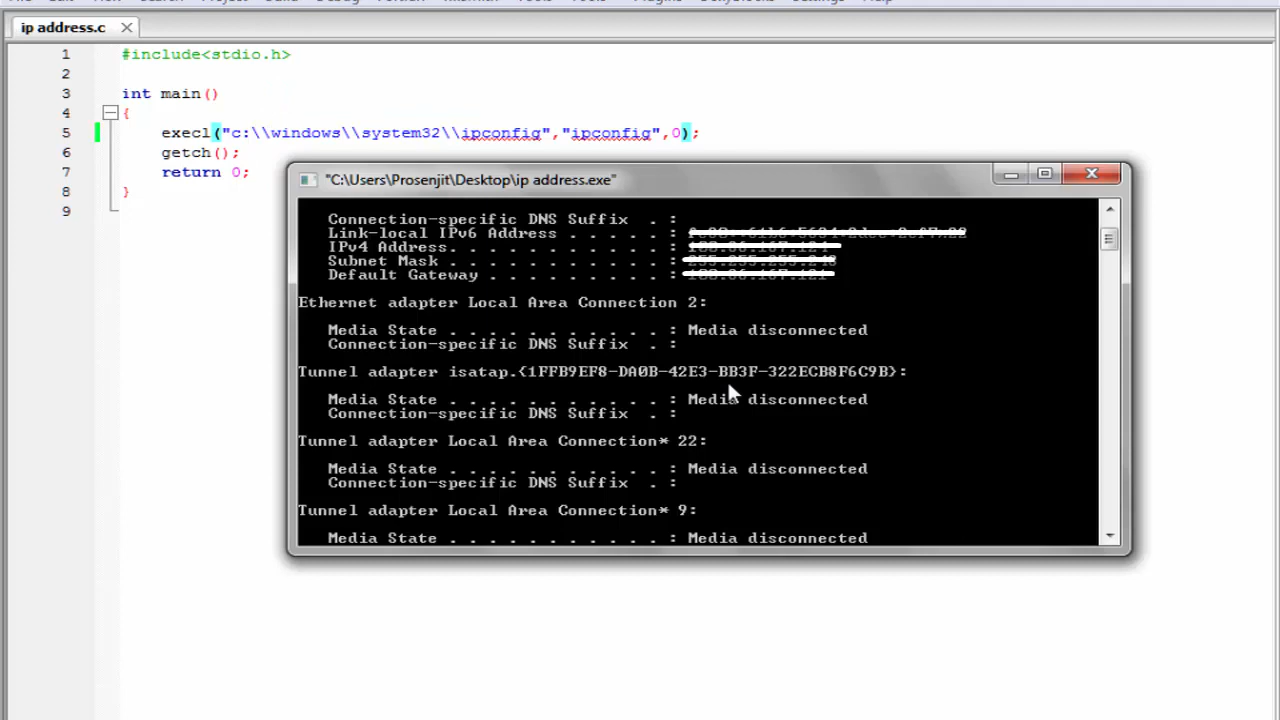 ip address.c
1 #include<stdio.h>
2
3 int main()
4 {
5 execl("c:\\windows\\system32\\ipconfig","ipconfig",0);
6 getch();
7 return 0;
8 }
9
"C:\Users\Prosenjit\Desktop\ip address.exe"
Connection-specific DNS Suffix . :
Link-local IPv6 Address . . . . . :
IPv4 Address. . . . . . . . . . . :
Subnet Mask . . . . . . . . . . . :
Default Gateway . . . . . . . . . :
Ethernet adapter Local Area Connection 2:
Media State . . . . . . . . . . . : Media disconnected
Connection-specific DNS Suffix . :
Tunnel adapter isatap.{1FFB9EF8-DA0B-42E3-BB3F-322ECB8F6C9B}:
Media State . . . . . . . . . . . : Media disconnected
Connection-specific DNS Suffix . :
Tunnel adapter Local Area Connection* 22:
Media State . . . . . . . . . . . : Media disconnected
Connection-specific DNS Suffix . :
Tunnel adapter Local Area Connection* 9:
Media State . . . . . . . . . . . : Media disconnected